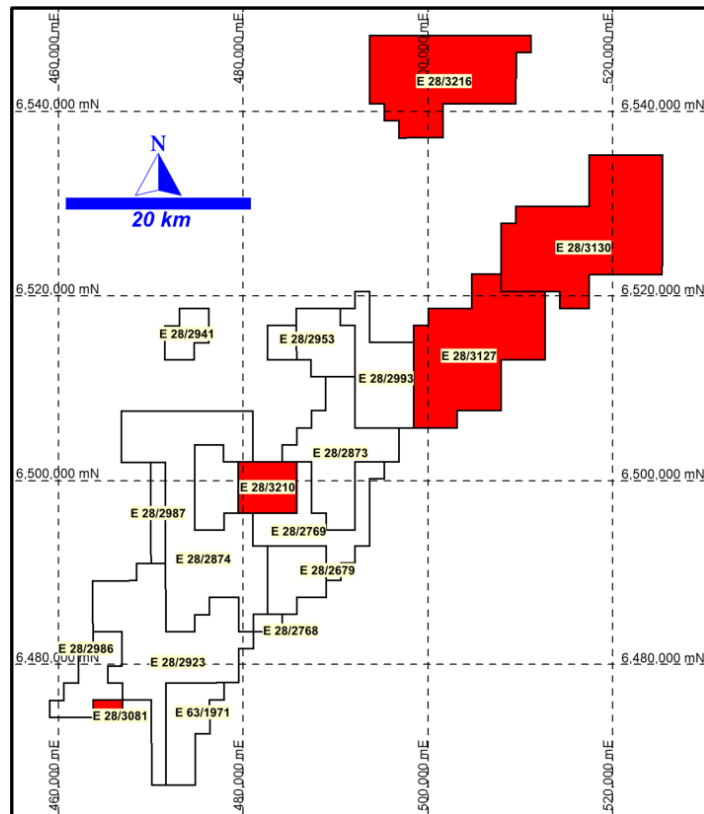 460,000 mE
480,000 mE
500,000 mE
520,000 mE
E 28/3216
6,540,000 mN
6,540,000 mN
N
20 km
E 28/3130
6,520,000 mN
6,520,000 mN
E 28/2941
E 28/2953
E 28/3127
E 28/2993
E 28/2873
6,500,000 mN
6,500,000 mN
E 28/3210
E 28/2987
E 28/2769
E 28/2874
E 28/2679
E 28/2768
E 28/2986
E 28/2923
6,480,000 mN
6,480,000 mN
E 28/3081
E 63/1971
460,000 mE
480,000 mE
500,000 mE
520,000 mE